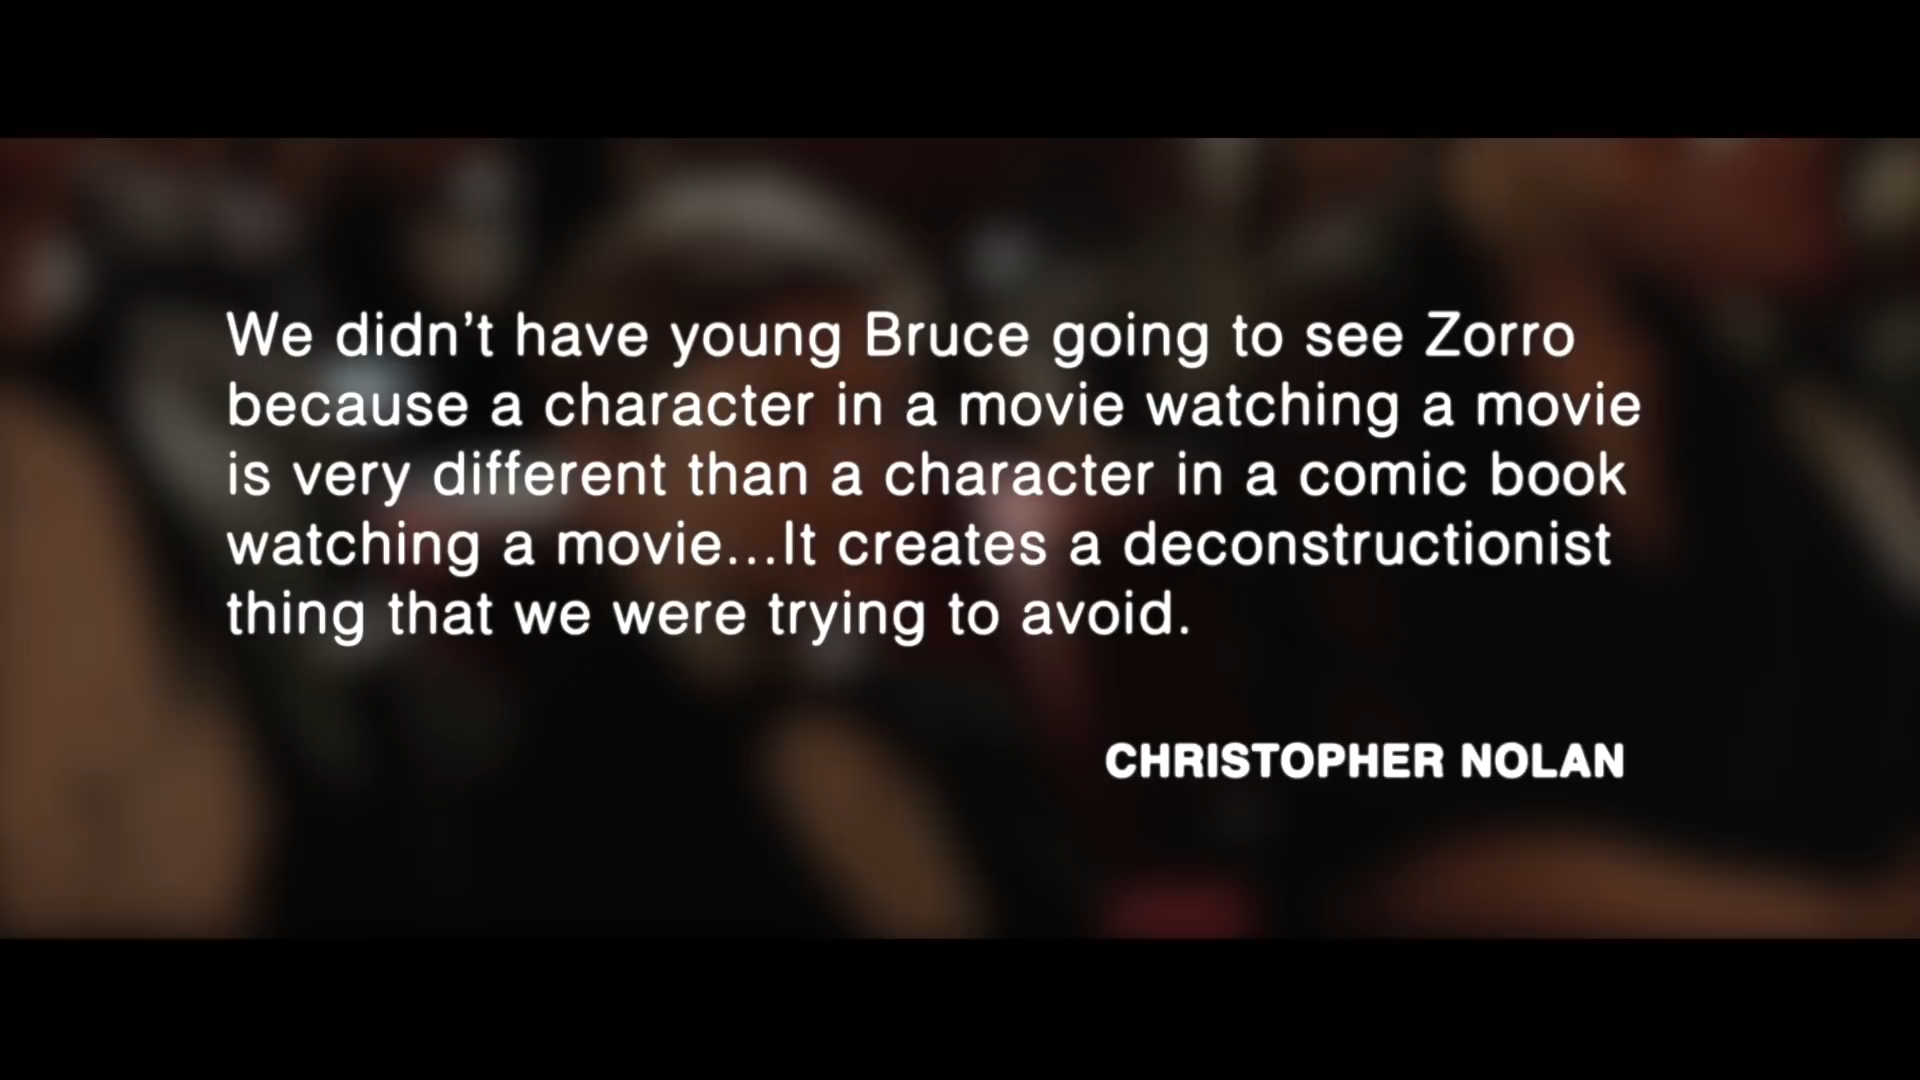 We didn’t have young Bruce going to see Zorro
because a character in a movie watching a movie
is very different than a character in a comic book
watching a movie...It creates a deconstructionist
thing that we were trying to avoid.
CHRISTOPHER NOLAN